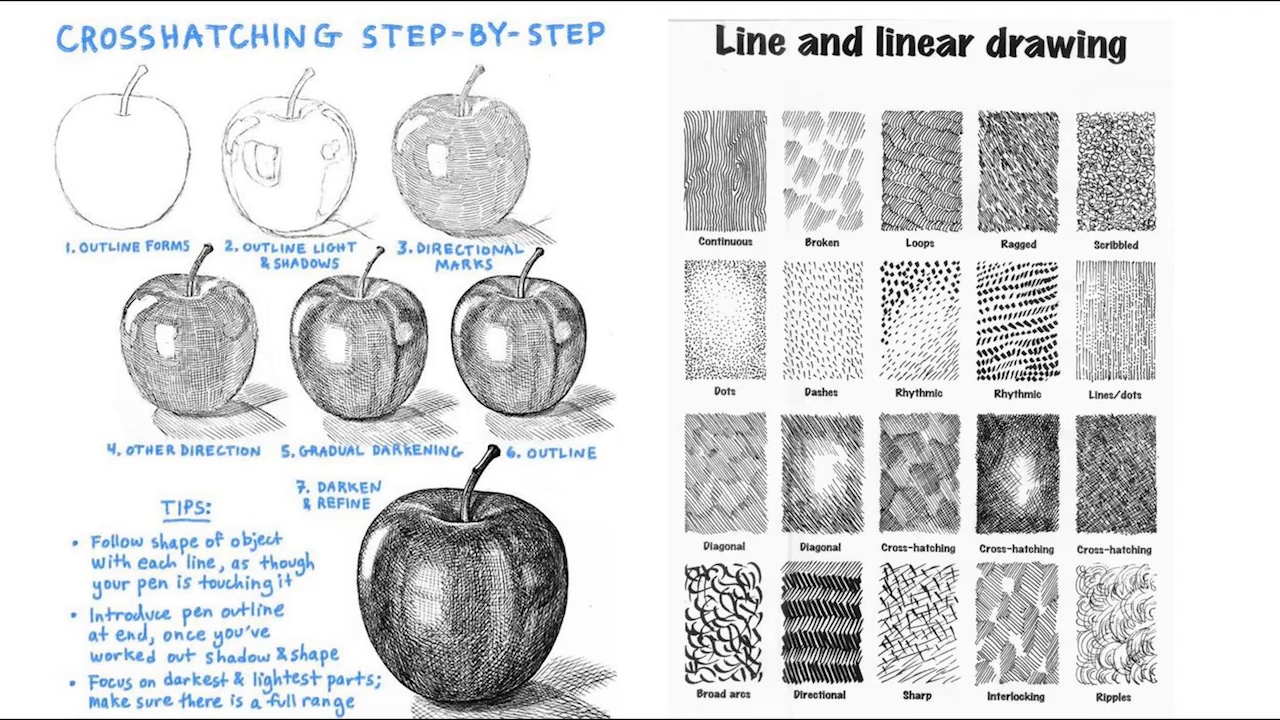 CROSSHATCHING STEP-BY-STEP
1. OUTLINE FORMS
2. OUTLINE LIGHT
& SHADOWS
3. DIRECTIONAL
MARKS
4. OTHER DIRECTION
5. GRADUAL DARKENING
6. OUTLINE
7. DARKEN
& REFINE
TIPS:
• Follow shape of object
with each line, as though
your pen is touching it
• Introduce pen outline
at end, once you've
worked out shadow & shape
• Focus on darkest & lightest parts;
make sure there is a full range
Line and linear drawing
Continuous
Broken
Loops
Ragged
Scribbled
Dots
Dashes
Rhythmic
Rhythmic
Lines/dots
Diagonal
Diagonal
Cross-hatching
Cross-hatching
Cross-hatching
Broad arcs
Directional
Sharp
Interlocking
Ripples